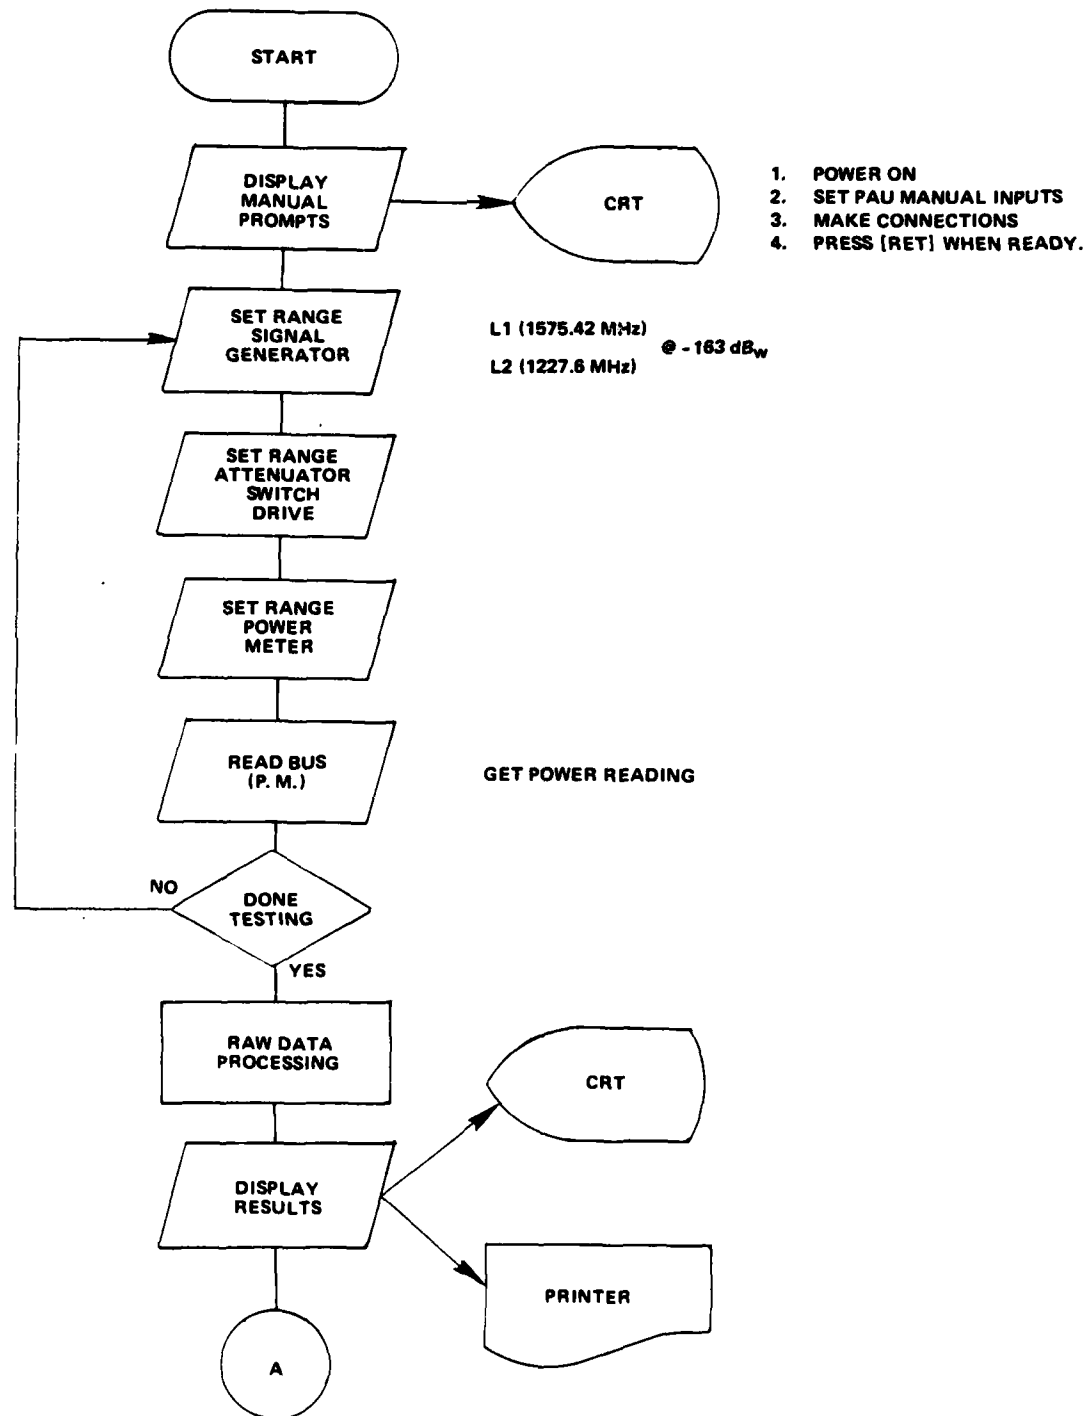 START
DISPLAY
MANUAL
PROMPTS
CRT
1. POWER ON
2. SET PAU MANUAL INPUTS
3. MAKE CONNECTIONS
4. PRESS [RET] WHEN READY.
SET RANGE
SIGNAL
GENERATOR
L1 (1575.42 MHz)
@ -163 dBw
L2 (1227.6 MHz)
SET RANGE
ATTENUATOR
SWITCH
DRIVE
SET RANGE
POWER
METER
READ BUS
(P. M.)
GET POWER READING
NO
DONE
TESTING
YES
RAW DATA
PROCESSING
CRT
DISPLAY
RESULTS
PRINTER
A